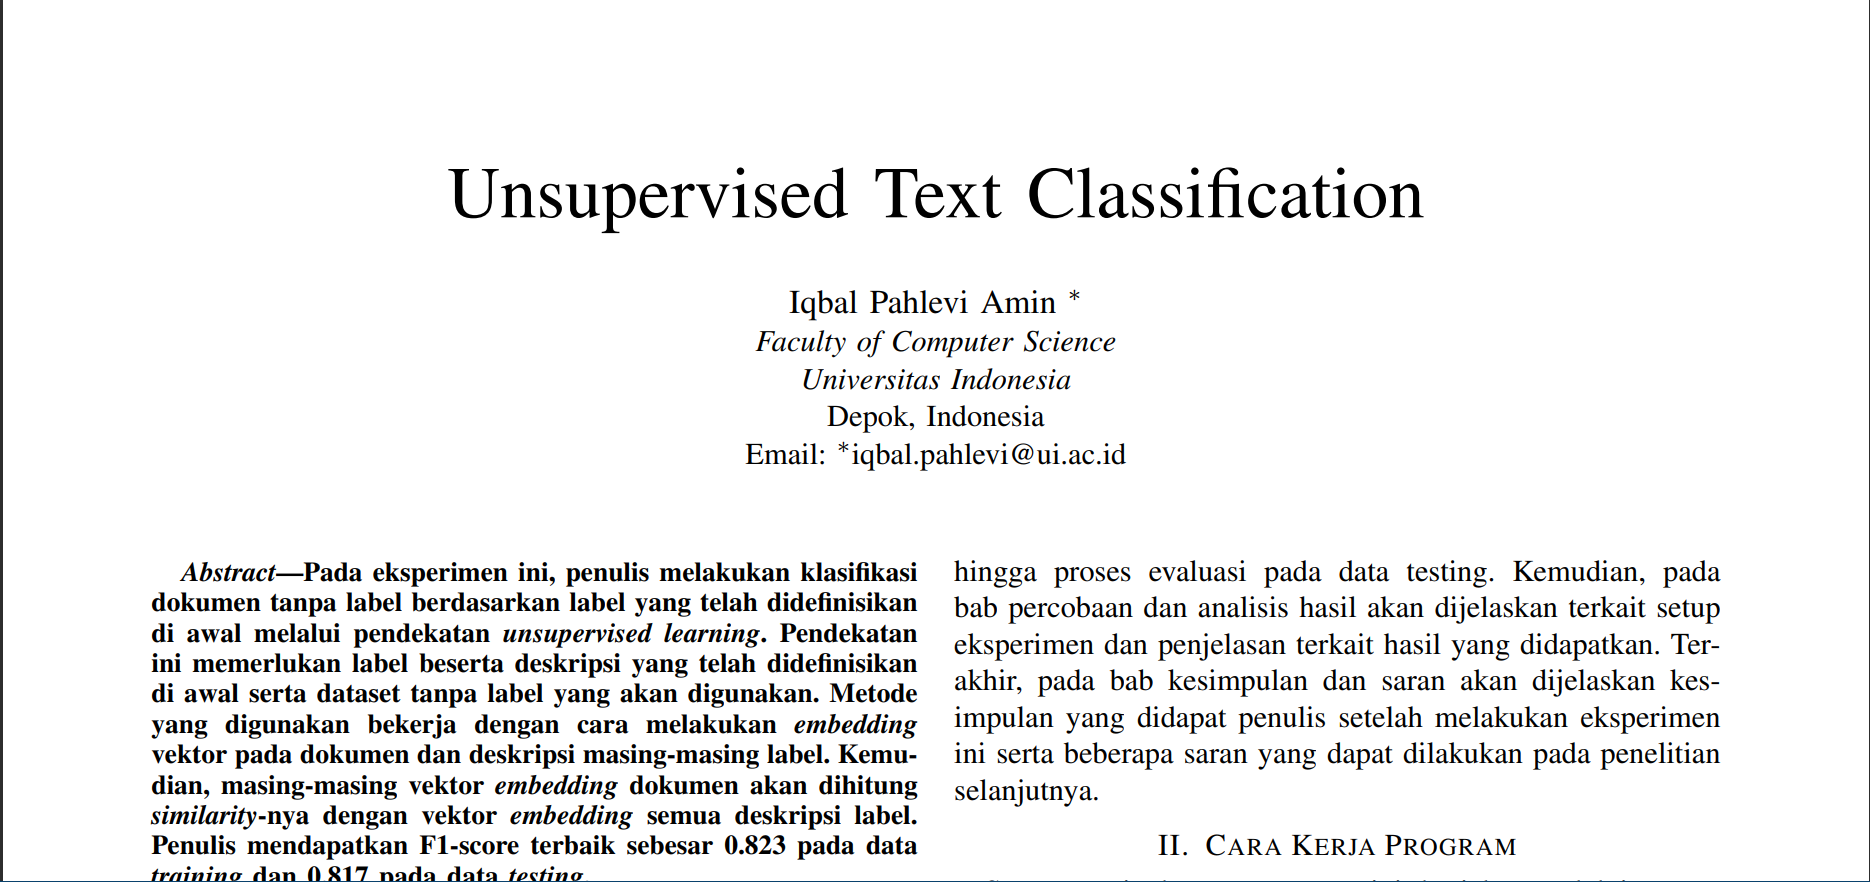 Unsupervised Text Classification
Iqbal Pahlevi Amin *
Faculty of Computer Science
Universitas Indonesia
Depok, Indonesia
Email: *iqbal.pahlevi@ui.ac.id
Abstract—Pada eksperimen ini, penulis melakukan klasifikasi
dokumen tanpa label berdasarkan label yang telah didefinisikan
di awal melalui pendekatan unsupervised learning. Pendekatan
ini memerlukan label beserta deskripsi yang telah didefinisikan
di awal serta dataset tanpa label yang akan digunakan. Metode
yang digunakan bekerja dengan cara melakukan embedding
vektor pada dokumen dan deskripsi masing-masing label. Kemu-
dian, masing-masing vektor embedding dokumen akan dihitung
similarity-nya dengan vektor embedding semua deskripsi label.
Penulis mendapatkan F1-score terbaik sebesar 0.823 pada data
training dan 0.817 pada data testing.
hingga proses evaluasi pada data testing. Kemudian, pada
bab percobaan dan analisis hasil akan dijelaskan terkait setup
eksperimen dan penjelasan terkait hasil yang didapatkan. Ter-
akhir, pada bab kesimpulan dan saran akan dijelaskan kes-
impulan yang didapat penulis setelah melakukan eksperimen
ini serta beberapa saran yang dapat dilakukan pada penelitian
selanjutnya.
II. CARA KERJA PROGRAM